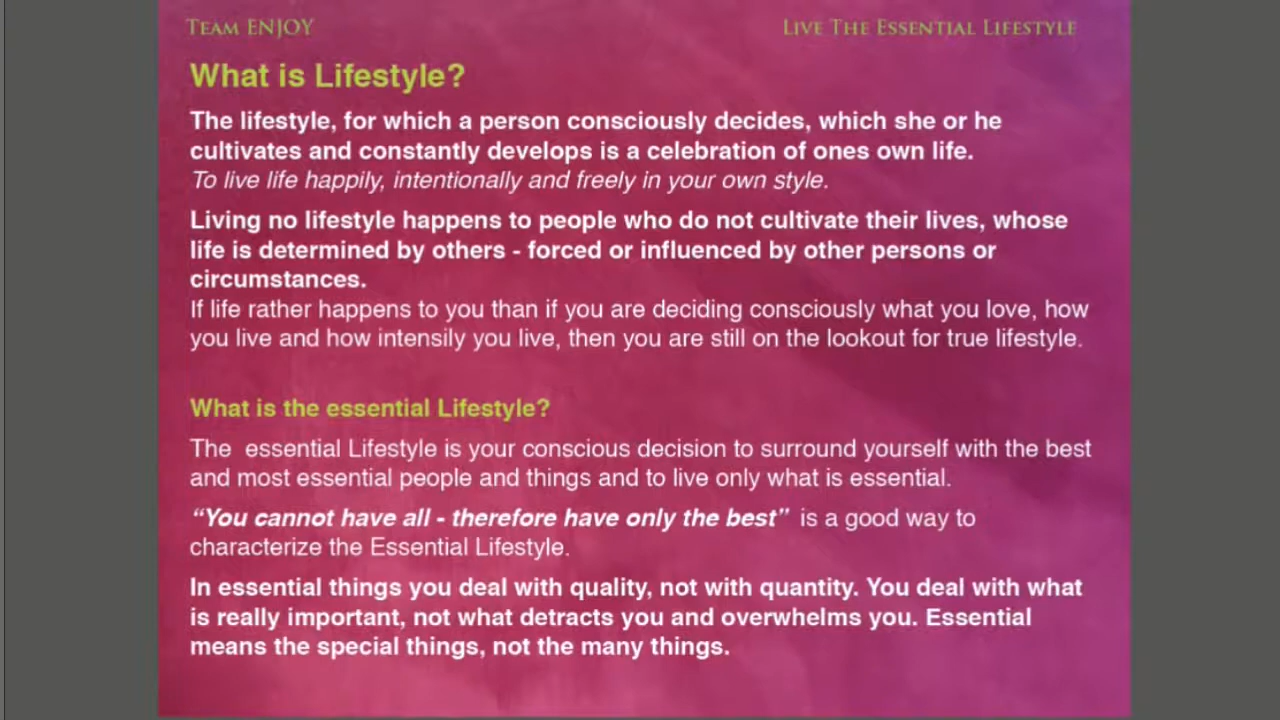 Team ENJOY
Live The Essential Lifestyle
What is Lifestyle?
The lifestyle, for which a person consciously decides, which she or he
cultivates and constantly develops is a celebration of ones own life.
To live life happily, intentionally and freely in your own style.
Living no lifestyle happens to people who do not cultivate their lives, whose
life is determined by others - forced or influenced by other persons or
circumstances.
If life rather happens to you than if you are deciding consciously what you love, how
you live and how intensily you live, then you are still on the lookout for true lifestyle.
What is the essential Lifestyle?
The  essential Lifestyle is your conscious decision to surround yourself with the best
and most essential people and things and to live only what is essential.
“You cannot have all - therefore have only the best”  is a good way to
characterize the Essential Lifestyle.
In essential things you deal with quality, not with quantity. You deal with what
is really important, not what detracts you and overwhelms you. Essential
means the special things, not the many things.